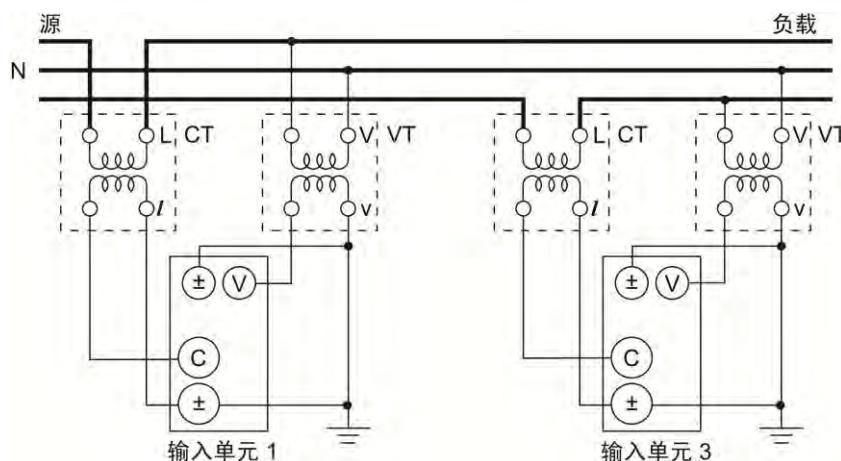 源 负载
N
L CT V VT L CT V VT
l v l v
± V ± V
C C
± ±
输入单元 1 输入单元 3